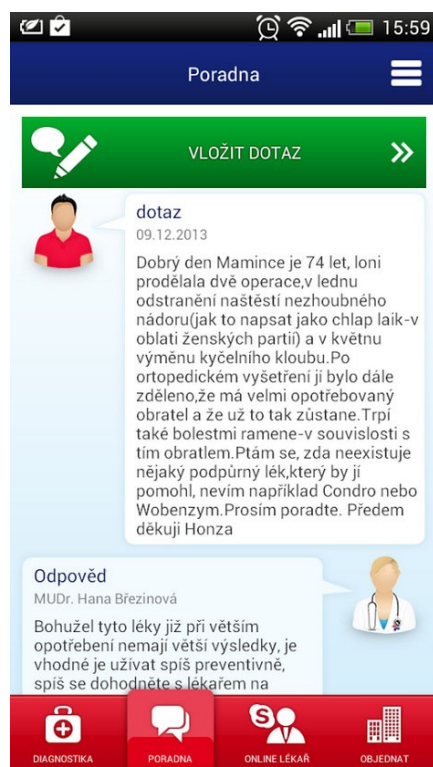 15:59
Poradna
VLOŽIT DOTAZ
dotaz
09.12.2013
Dobrý den Mamince je 74 let, loni
prodělala dvě operace,v lednu
odstranění naštěstí nezhoubného
nádoru(jak to napsat jako chlap laik-v
oblati ženských partií) a v květnu
výměnu kyčelního kloubu.Po
ortopedickém vyšetření jí bylo dále
zděleno,že má velmi opotřebovaný
obratel a že už to tak zůstane.Trpí
také bolestmi ramene-v souvislosti s
tím obratlem.Ptám se, zda neexistuje
nějaký podpůrný lék,který by jí
pomohl, nevím například Condro nebo
Wobenzym.Prosím poradte. Předem
děkuji Honza
Odpověd
MUDr. Hana Březinová
Bohužel tyto léky již při větším
opotřebení nemají větší výsledky, je
vhodné je užívat spíš preventivně,
spíš se dohodněte s lékařem na
DIAGNOSTIKA
PORADNA
ONLINE LÉKAŘ
OBJEDNAT